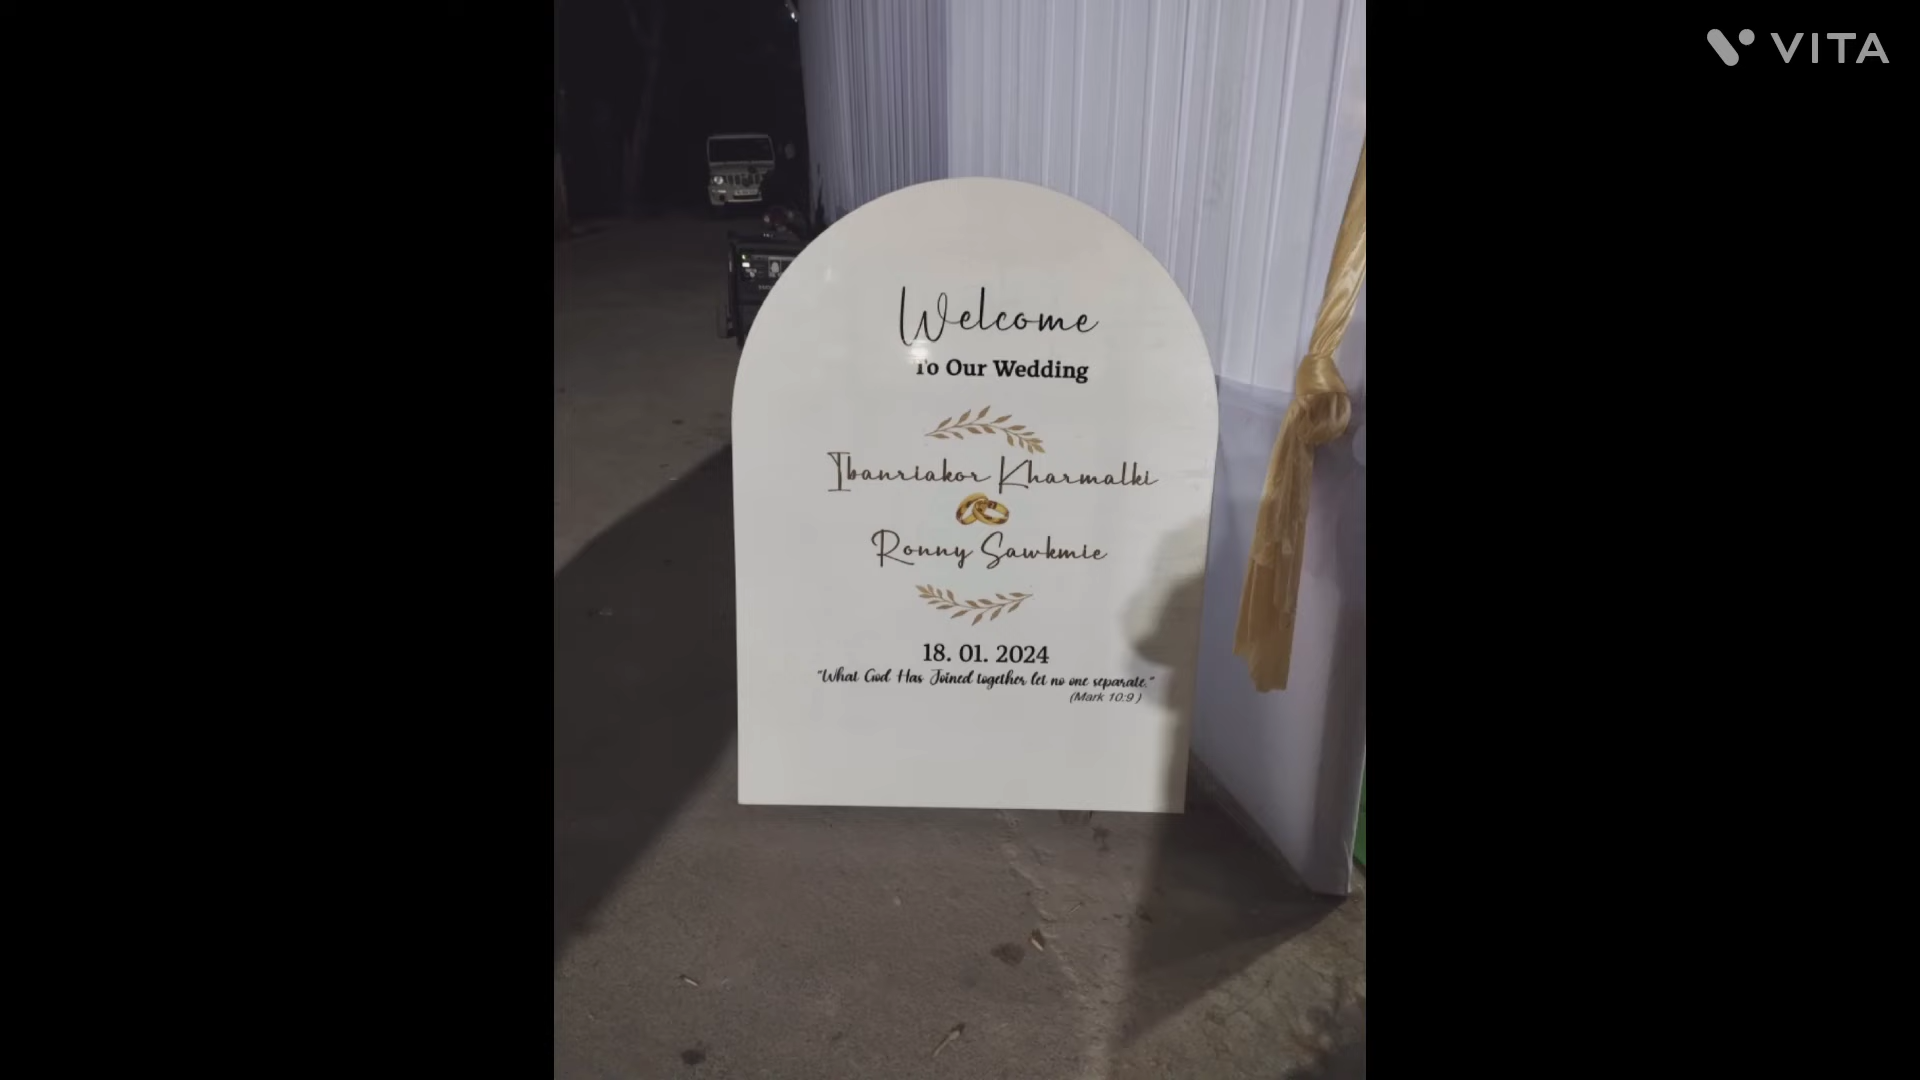 VITA
Welcome
To Our Wedding
Ibanriakor Kharmalki
Ronny Sawkmie
18. 01. 2024
"What God Has Joined together let no one separate."
(Mark 10:9)